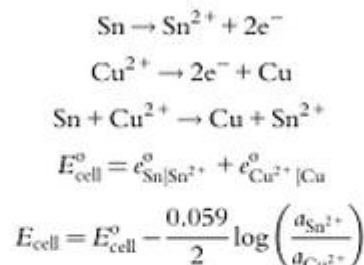 Sn → Sn²⁺ + 2e⁻
Cu²⁺ → 2e⁻ + Cu
Sn + Cu²⁺ → Cu + Sn²⁺
E°cell = e°Sn|Sn²⁺ + e°Cu²⁺|Cu
Ecell = E°cell − 0.059/2 log(aSn²⁺/aCu²⁺)